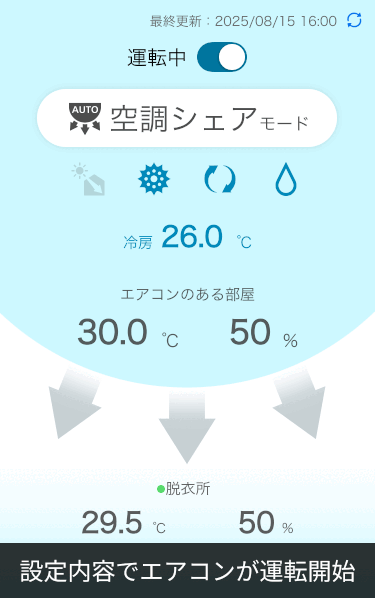 最終更新：2025/08/15 16:00
運転中
AUTO 空調シェアモード
冷房 26.0 ℃
エアコンのある部屋
30.0 ℃ 50 %
脱衣所
29.5 ℃ 50 %
設定内容でエアコンが運転開始